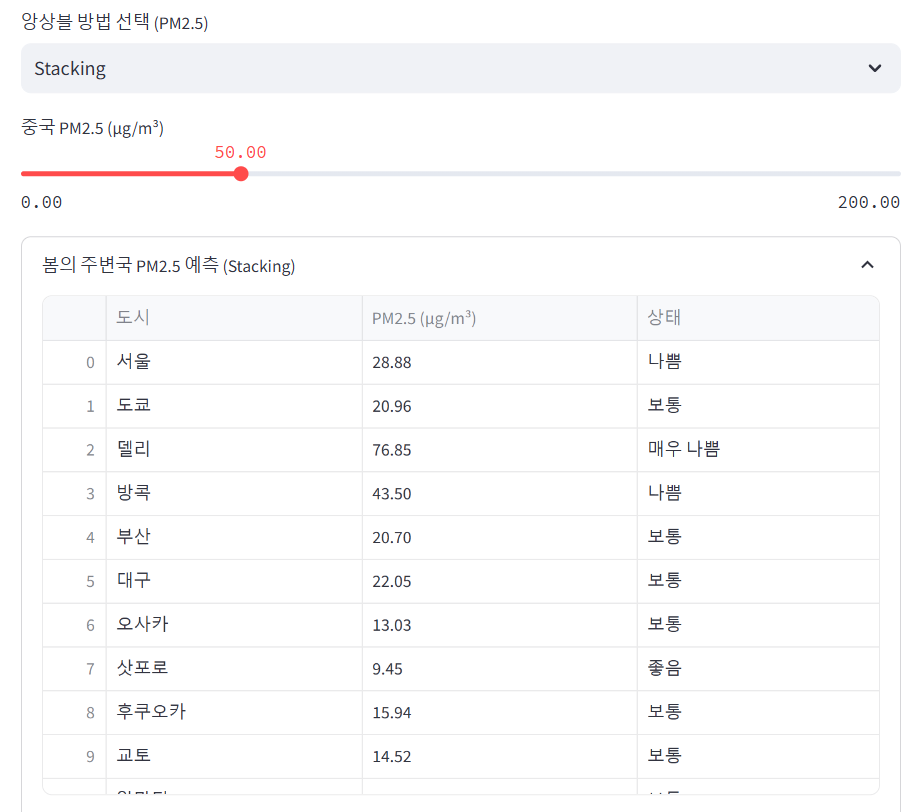 앙상블 방법 선택 (PM2.5)
Stacking
중국 PM2.5 (µg/m³)
50.00
0.00 200.00
봄의 주변국 PM2.5 예측 (Stacking)
도시 PM2.5 (µg/m³) 상태
0 서울 28.88 나쁨
1 도쿄 20.96 보통
2 델리 76.85 매우 나쁨
3 방콕 43.50 나쁨
4 부산 20.70 보통
5 대구 22.05 보통
6 오사카 13.03 보통
7 삿포로 9.45 좋음
8 후쿠오카 15.94 보통
9 교토 14.52 보통